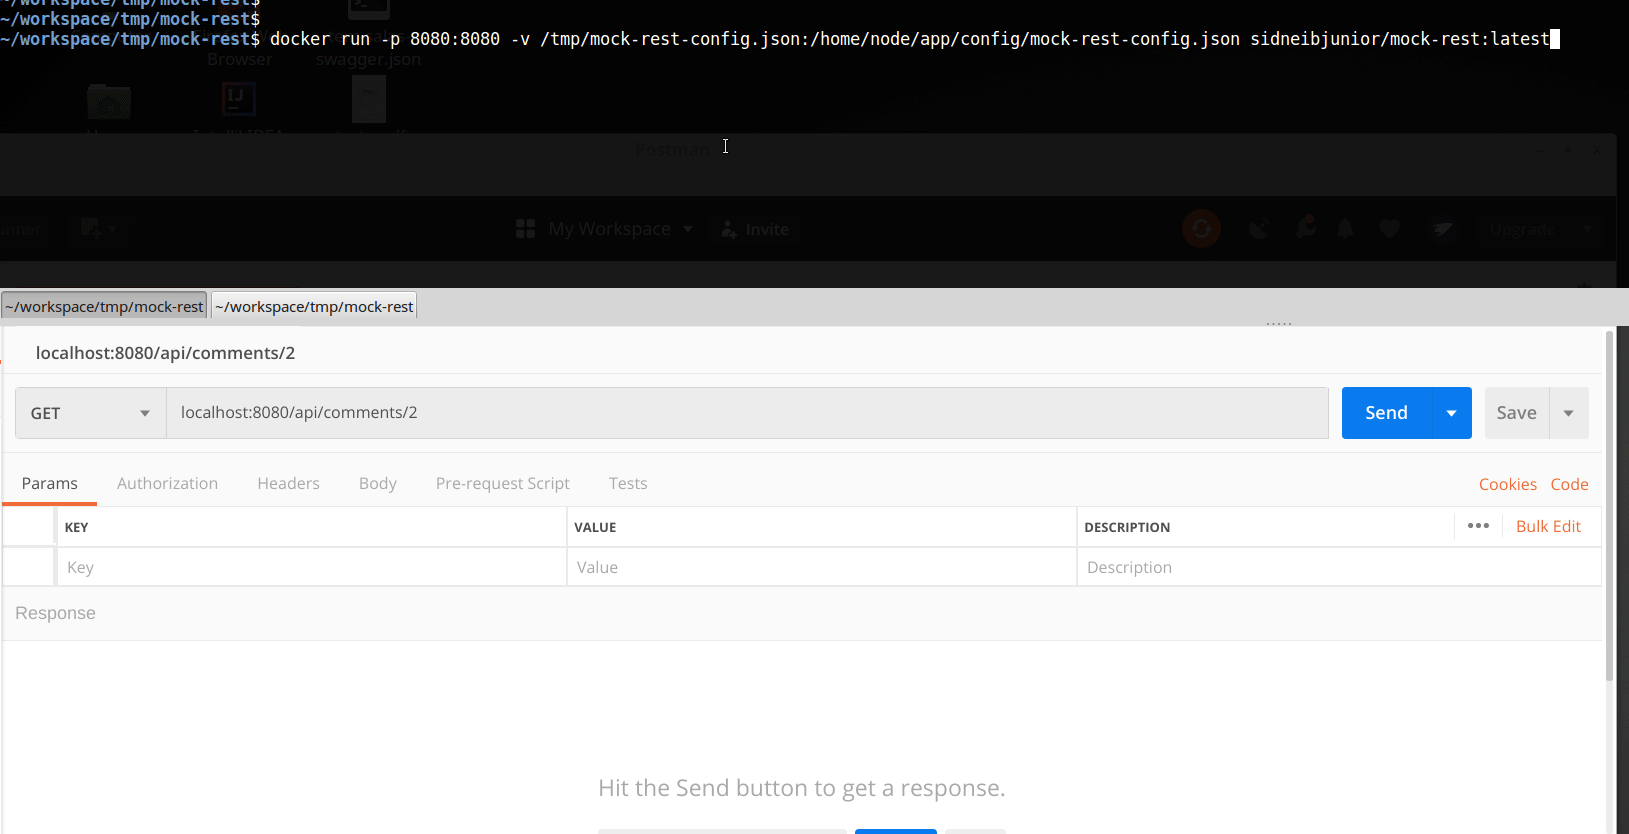 ~/workspace/tmp/mock-rest$
~/workspace/tmp/mock-rest$
~/workspace/tmp/mock-rest$ docker run -p 8080:8080 -v /tmp/mock-rest-config.json:/home/node/app/config/mock-rest-config.json sidneibjunior/mock-rest:latest
Browser
swagger.json
IJ
Postman
My Workspace
Invite
Upgrade
~/workspace/tmp/mock-rest ~/workspace/tmp/mock-rest
localhost:8080/api/comments/2
GET localhost:8080/api/comments/2 Send Save
Params Authorization Headers Body Pre-request Script Tests Cookies Code
KEY VALUE DESCRIPTION ••• Bulk Edit
Key Value Description
Response
Hit the Send button to get a response.